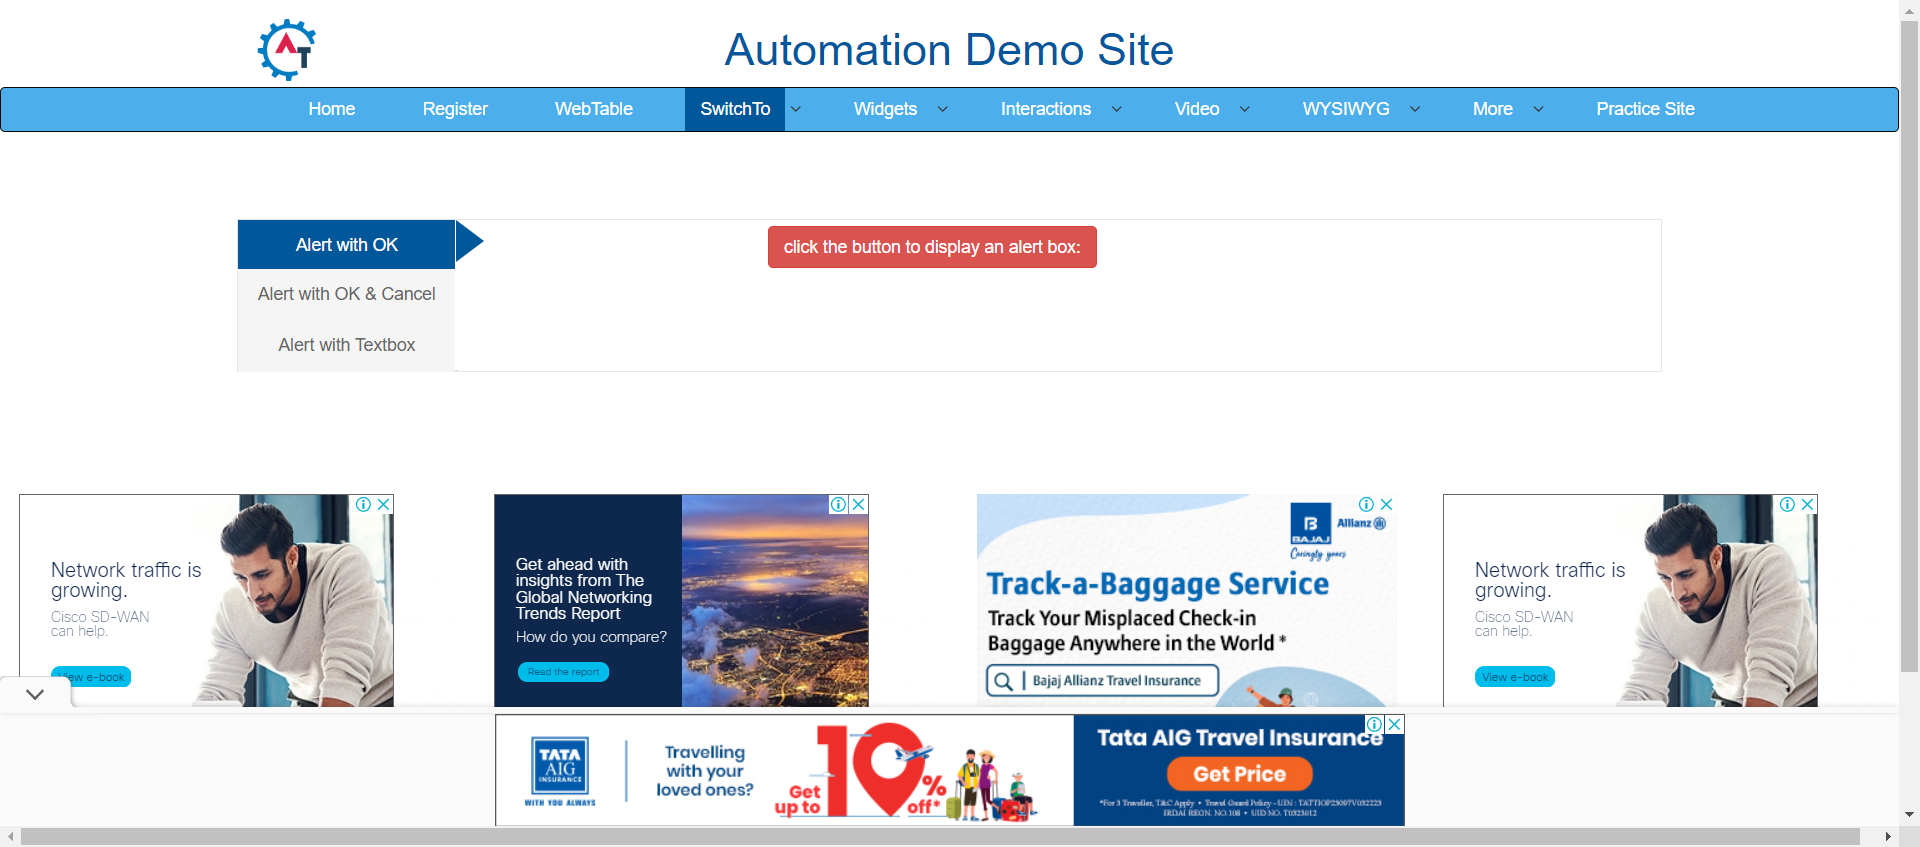 AT
Automation Demo Site
Home Register WebTable SwitchTo Widgets Interactions Video WYSIWYG More Practice Site
Alert with OK
click the button to display an alert box:
Alert with OK & Cancel
Alert with Textbox
Network traffic is
growing.
Cisco SD-WAN
can help.
View e-book
Get ahead with
insights from The
Global Networking
Trends Report
How do you compare?
Read the report
B
BAJAJ
Allianz
Caringly yours
Track-a-Baggage Service
Track Your Misplaced Check-in
Baggage Anywhere in the World *
Bajaj Allianz Travel Insurance
Network traffic is
growing.
Cisco SD-WAN
can help.
View e-book
TATA
AIG
INSURANCE
WITH YOU ALWAYS
Travelling
with your
loved ones?
Get
up to
10%
off*
Tata AIG Travel Insurance
Get Price
*For 3 Traveller, T&C Apply • Travel Guard Policy - UIN : TATTIOP23097V032223
IRDAI REGN. NO. 108 • UID NO. T0323012